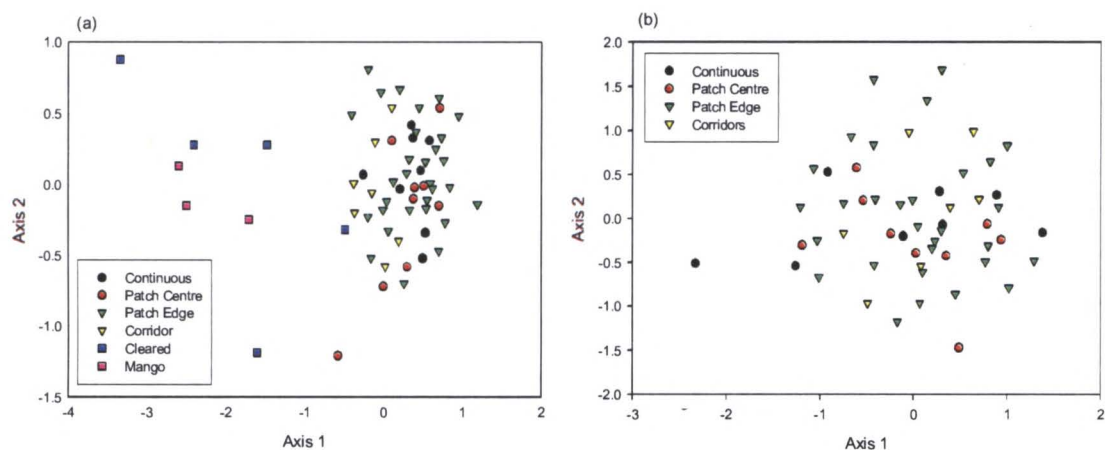 (a)
1.0
0.5
0.0
-0.5
-1.0
-1.5
Axis 2
Continuous
Patch Centre
Patch Edge
Corridor
Cleared
Mango
-4 -3 -2 -1 0 1 2
Axis 1
(b)
2.0
1.5
1.0
0.5
0.0
-0.5
-1.0
-1.5
-2.0
Axis 2
Continuous
Patch Centre
Patch Edge
Corridors
-3 -2 -1 0 1 2
Axis 1